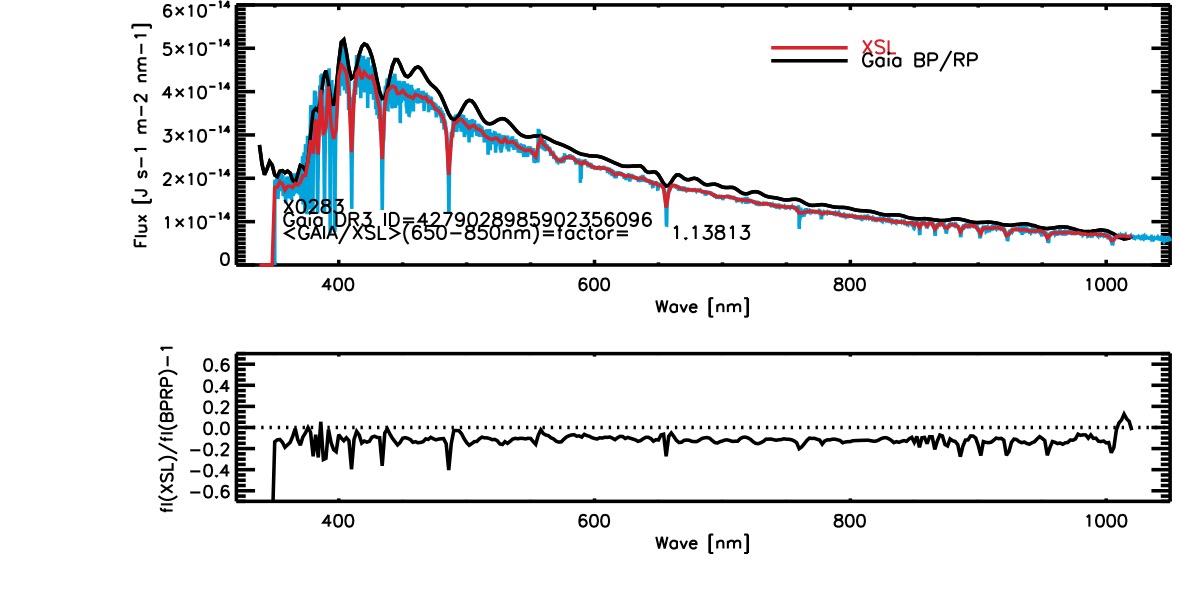 6×10⁻¹⁴
5×10⁻¹⁴
4×10⁻¹⁴
3×10⁻¹⁴
2×10⁻¹⁴
1×10⁻¹⁴
0
Flux [J s-1 m-2 nm-1]
XSL
Gaia BP/RP
X0283
Gaia DR3 ID=4279028985902356096
<GAIA/XSL>(650-850nm)=factor= 1.13813
400 600 800 1000
Wave [nm]
0.6
0.4
0.2
0.0
-0.2
-0.4
-0.6
fl(XSL)/fl(BPRP)-1
400 600 800 1000
Wave [nm]